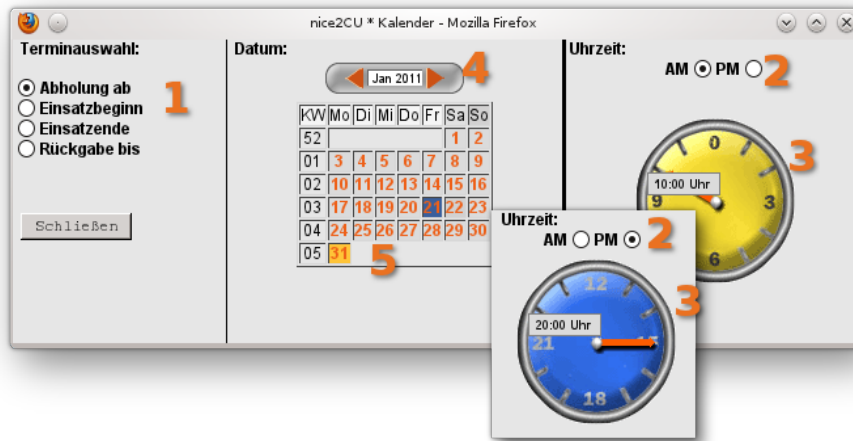 nice2CU * Kalender - Mozilla Firefox
Terminauswahl:
Abholung ab
Einsatzbeginn
Einsatzende
Rückgabe bis
1
Schließen
Datum:
Jan 2011
4
KW Mo Di Mi Do Fr Sa So
52 1 2
01 3 4 5 6 7 8 9
02 10 11 12 13 14 15 16
03 17 18 19 20 21 22 23
04 24 25 26 27 28 29 30
05 31
5
Uhrzeit:
AM PM 2
0
3
10:00 Uhr
9 3
6
Uhrzeit:
AM PM 2
12
3
20:00 Uhr
21
18